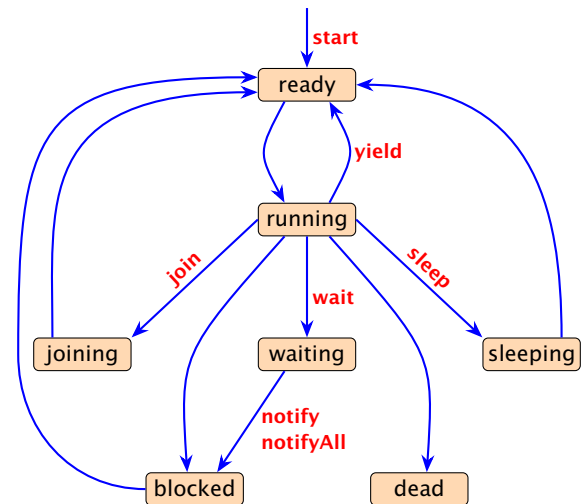 start
ready
yield
running
join
sleep
wait
joining
waiting
sleeping
notify
notifyAll
blocked
dead